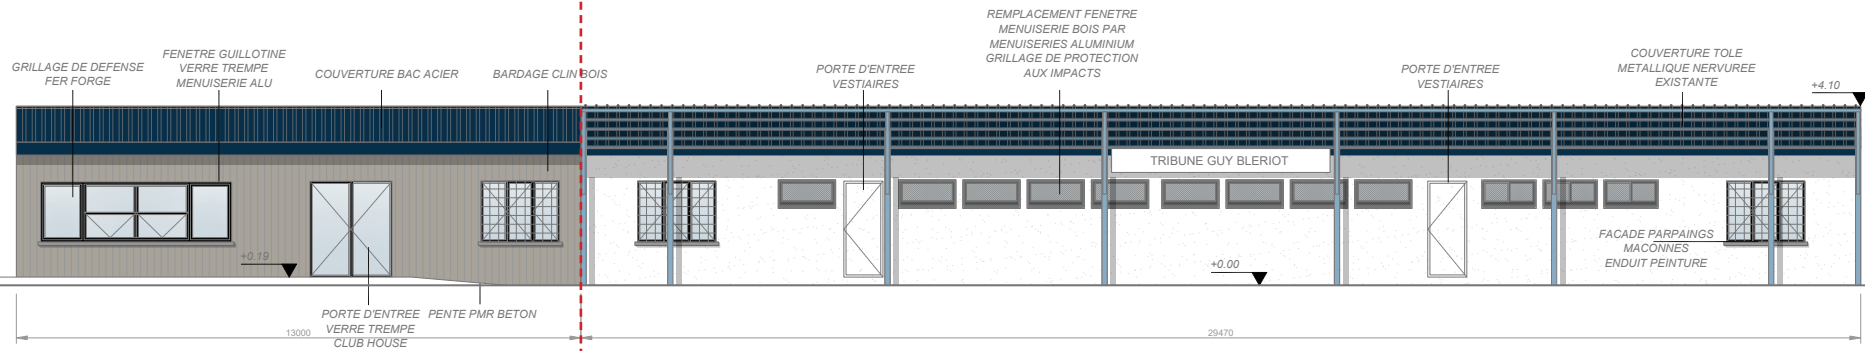 GRILLAGE DE DEFENSE
FER FORGE
FENETRE GUILLOTINE
VERRE TREMPE
MENUISERIE ALU
COUVERTURE BAC ACIER
BARDAGE CLIN BOIS
PORTE D'ENTREE
VESTIAIRES
REMPLACEMENT FENETRE
MENUISERIE BOIS PAR
MENUISERIES ALUMINIUM
GRILLAGE DE PROTECTION
AUX IMPACTS
PORTE D'ENTREE
VESTIAIRES
COUVERTURE TOLE
METALLIQUE NERVUREE
EXISTANTE
+4.10
TRIBUNE GUY BLERIOT
+0.19
+0.00
FACADE PARPAINGS
MACONNES
ENDUIT PEINTURE
PORTE D'ENTREE
VERRE TREMPE
CLUB HOUSE
PENTE PMR BETON
13000
29470